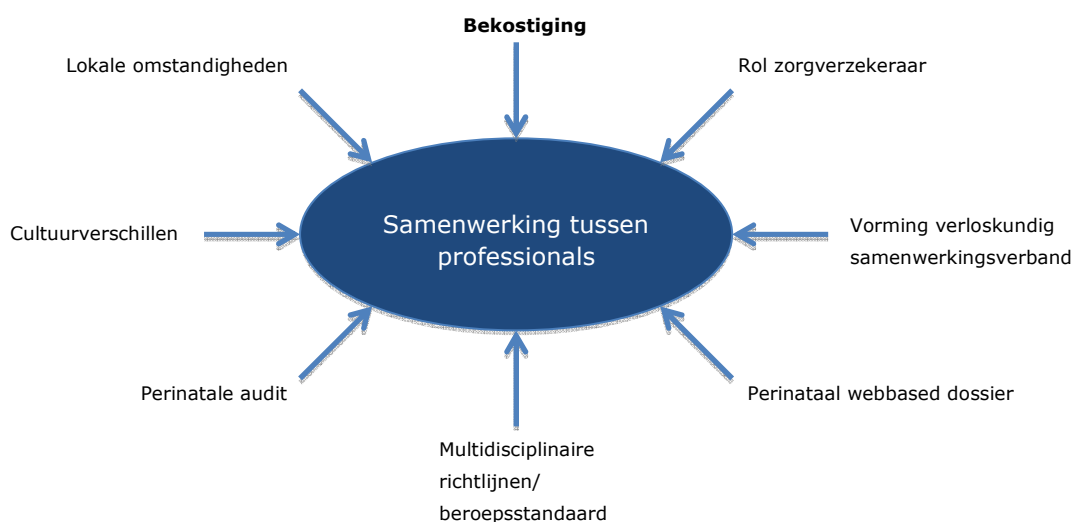 Bekostiging
Lokale omstandigheden
Rol zorgverzekeraar
Cultuurverschillen
Samenwerking tussen
professionals
Vorming verloskundig
samenwerkingsverband
Perinatale audit
Perinataal webbased dossier
Multidisciplinaire
richtlijnen/
beroepsstandaard